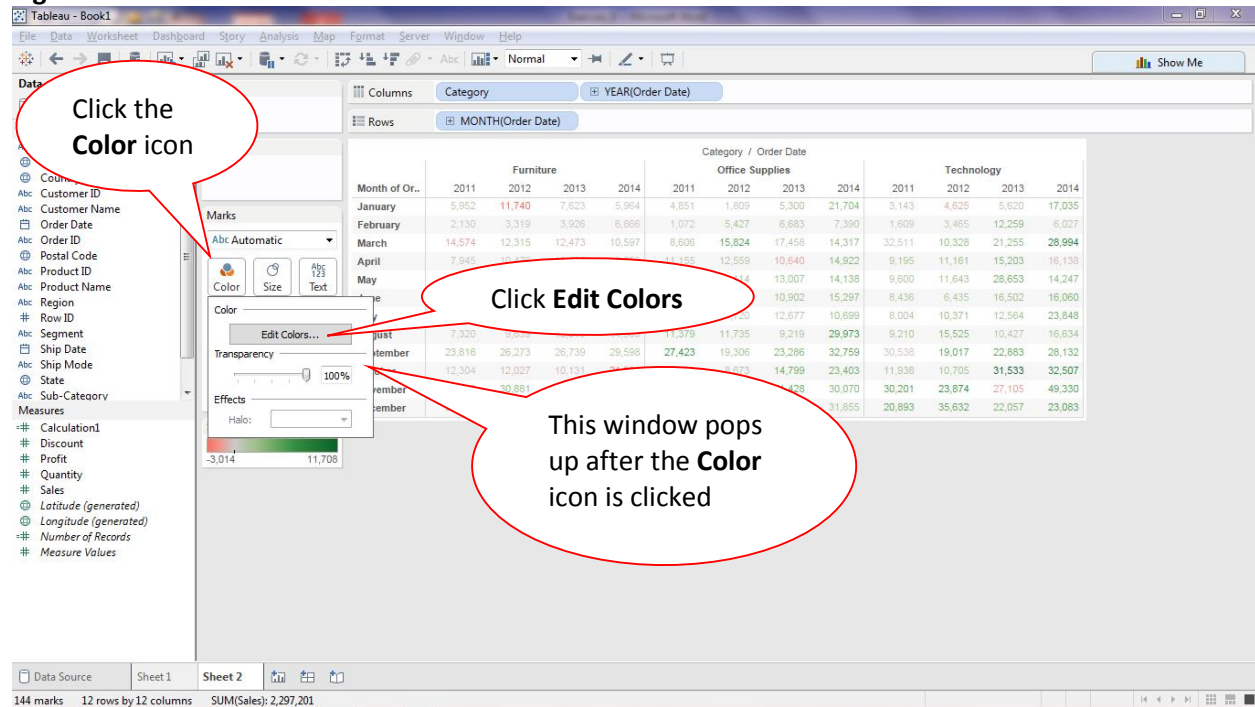 Tableau - Book1
File Data Worksheet Dashboard Story Analysis Map Format Server Window Help
Abc Normal Show Me
Data
Columns Category YEAR(Order Date)
Rows MONTH(Order Date)
Click the
Color icon
Abc Customer ID
Abc Customer Name
Order Date
Abc Order ID
Postal Code
Abc Product ID
Abc Product Name
Abc Region
# Row ID
Abc Segment
Ship Date
Abc Ship Mode
State
Abc Sub-Category
Measures
=# Calculation1
# Discount
# Profit
# Quantity
# Sales
Latitude (generated)
Longitude (generated)
=# Number of Records
# Measure Values
Marks
Abc Automatic
Abc
123
Color Size Text
Color
Edit Colors...
Transparency
100%
Effects
Halo:
-3,014 11,708
Category / Order Date
Furniture Office Supplies Technology
Month of Or.. 2011 2012 2013 2014 2011 2012 2013 2014 2011 2012 2013 2014
January 5,952 11,740 7,623 5,964 4,851 1,809 5,300 21,704 3,143 4,625 5,620 17,035
February 2,130 3,319 3,926 6,866 1,072 5,427 6,683 7,390 1,609 3,465 12,259 6,027
March 14,574 12,315 12,473 10,597 8,606 15,824 17,458 14,317 32,511 10,328 21,255 28,994
April 7,945 12,559 10,640 14,922 9,195 11,161 15,203 16,138
May 13,007 14,138 9,600 11,643 28,653 14,247
10,902 15,297 8,436 6,435 16,502 16,060
12,677 10,699 8,004 10,371 12,564 23,848
7,320 11,379 11,735 9,219 29,973 9,210 15,525 10,427 16,634
23,816 26,273 26,739 29,598 27,423 19,306 23,286 32,759 30,538 19,017 22,883 28,132
12,304 12,027 10,131 14,799 23,403 11,938 10,705 31,533 32,507
30,881 30,070 30,201 23,874 27,105 49,330
31,855 20,893 35,632 22,057 23,083
Click Edit Colors
This window pops
up after the Color
icon is clicked
Data Source Sheet 1 Sheet 2
144 marks 12 rows by 12 columns SUM(Sales): 2,297,201